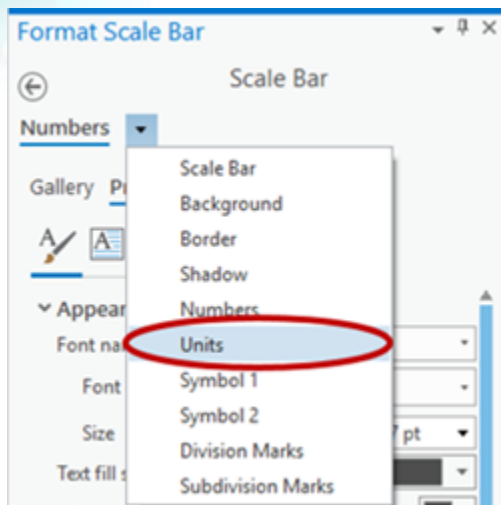 Format Scale Bar
Scale Bar
Numbers
Scale Bar
Gallery
Background
Border
Shadow
Appear
Numbers
Font na
Units
Font
Symbol 1
Size
Symbol 2
pt
Division Marks
Text fill s
Subdivision Marks